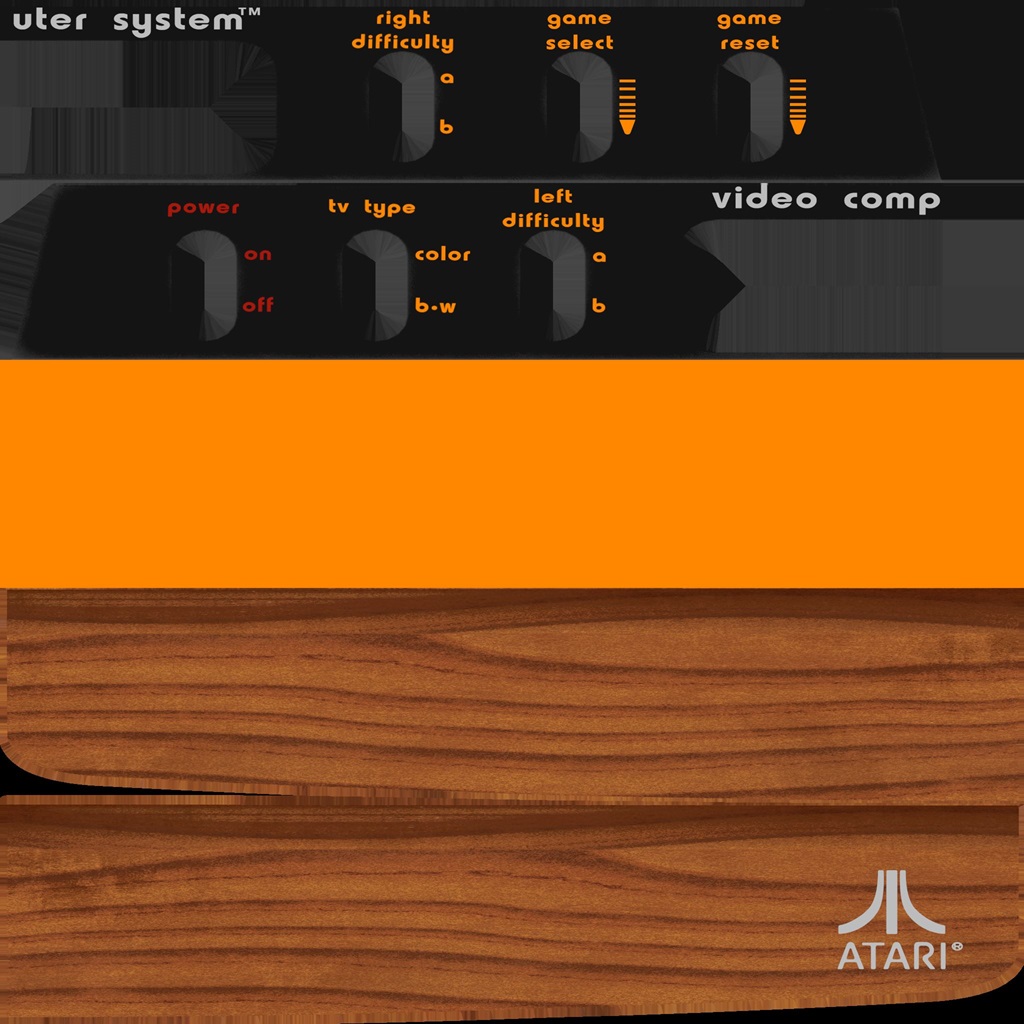 uter system™
right
difficulty
a
b
game
select
game
reset
power
on
off
tv type
color
b•w
left
difficulty
a
b
video comp
ATARI®